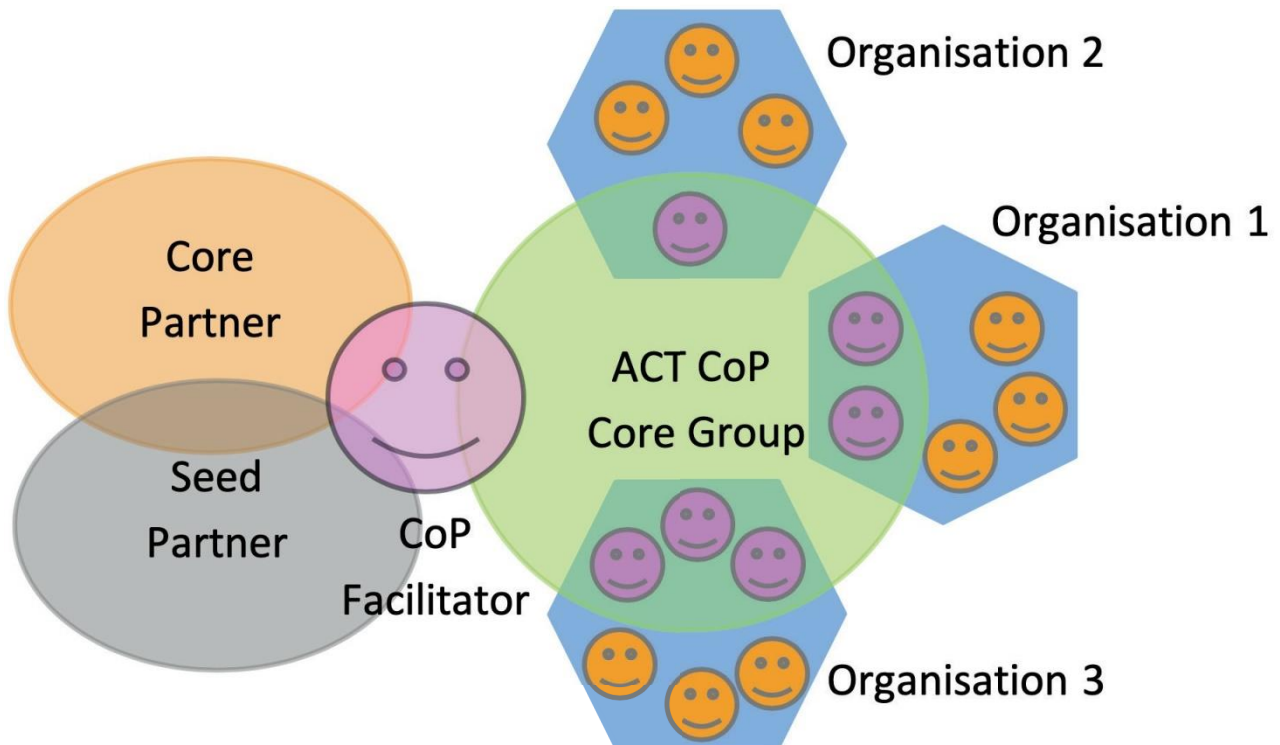 Organisation 2
Organisation 1
Core
Partner
ACT CoP
Core Group
Seed
Partner
CoP
Facilitator
Organisation 3